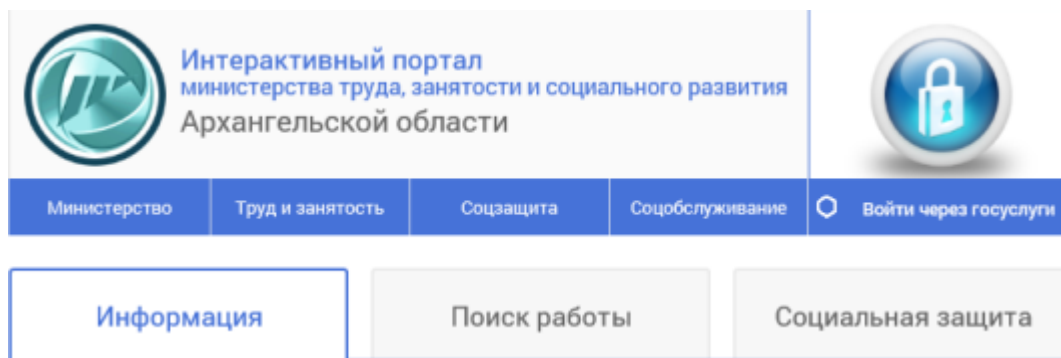 Интерактивный портал
министерства труда, занятости и социального развития
Архангельской области
Министерство Труд и занятость Соцзащита Соцобслуживание Войти через госуслуги
Информация Поиск работы Социальная защита